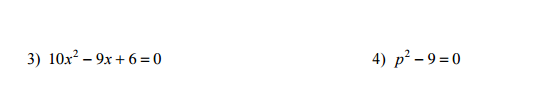 3) 10x² – 9x + 6 = 0 4) p² – 9 = 0